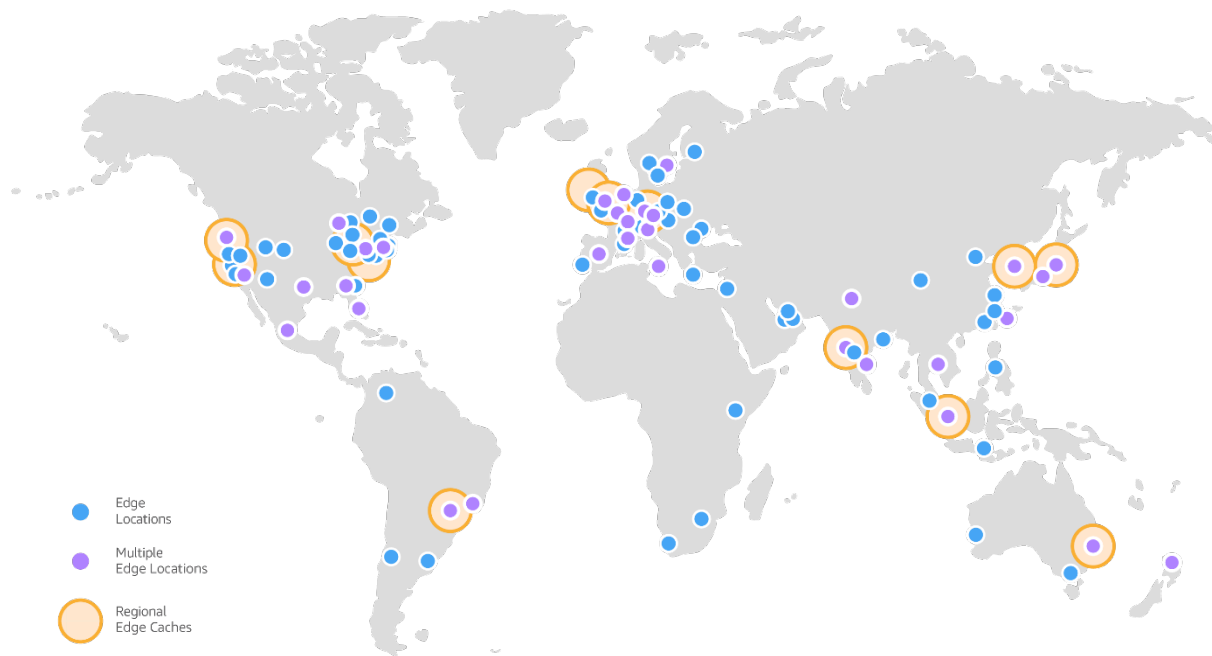 Edge
Locations
Multiple
Edge Locations
Regional
Edge Caches